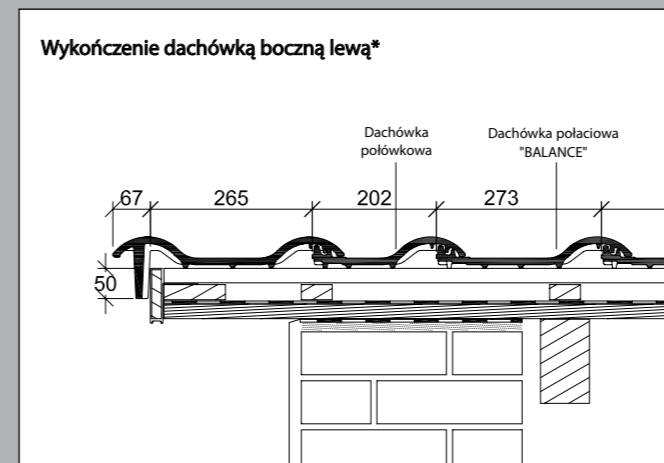 Wykończenie dachówką boczną lewą*
Dachówka
połówkowa
Dachówka połaciowa
"BALANCE"
67 265 202 273
50